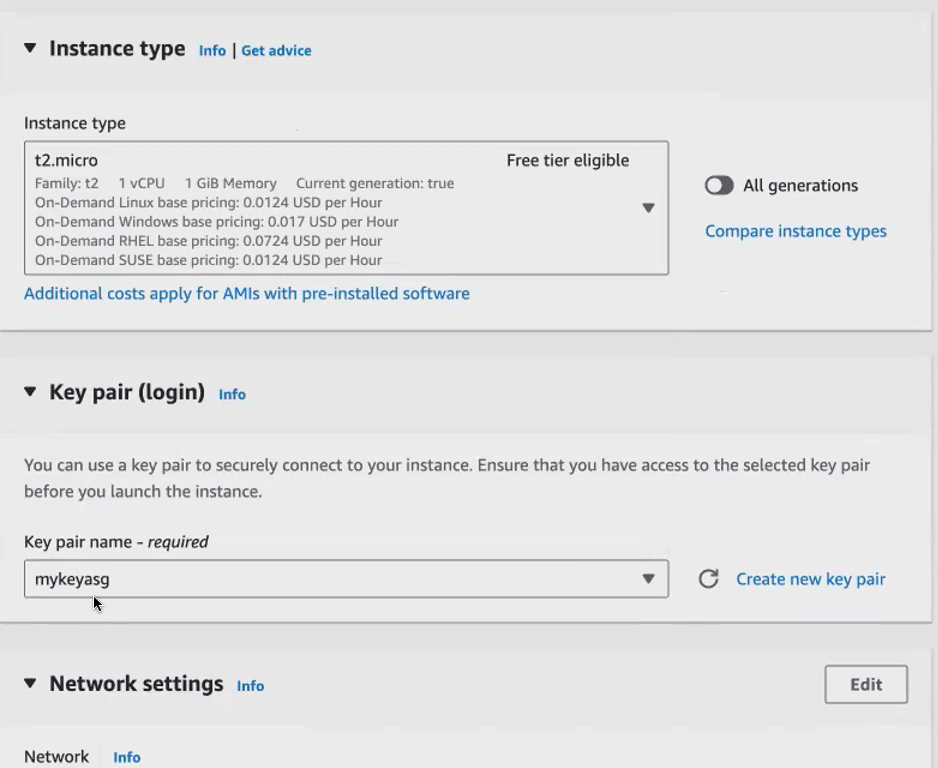 Instance type Info | Get advice
Instance type
t2.micro Free tier eligible
Family: t2 1 vCPU 1 GiB Memory Current generation: true
On-Demand Linux base pricing: 0.0124 USD per Hour
On-Demand Windows base pricing: 0.017 USD per Hour
On-Demand RHEL base pricing: 0.0724 USD per Hour
On-Demand SUSE base pricing: 0.0124 USD per Hour
All generations
Compare instance types
Additional costs apply for AMIs with pre-installed software
Key pair (login) Info
You can use a key pair to securely connect to your instance. Ensure that you have access to the selected key pair
before you launch the instance.
Key pair name - required
mykeyasg
Create new key pair
Network settings Info
Edit
Network Info